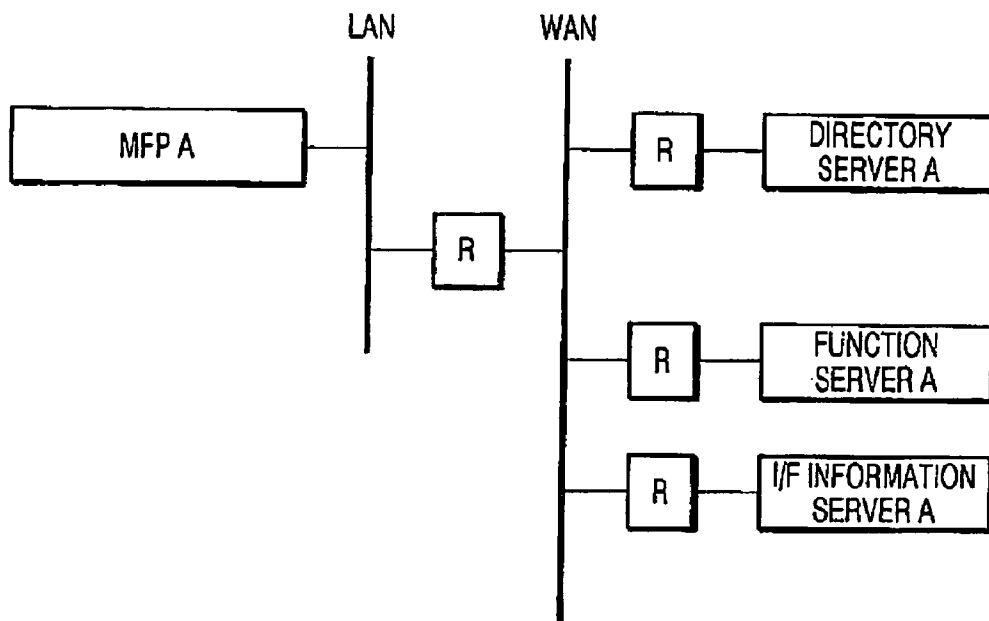 LAN
WAN
MFP A
R
DIRECTORY
SERVER A
R
R
FUNCTION
SERVER A
R
I/F INFORMATION
SERVER A